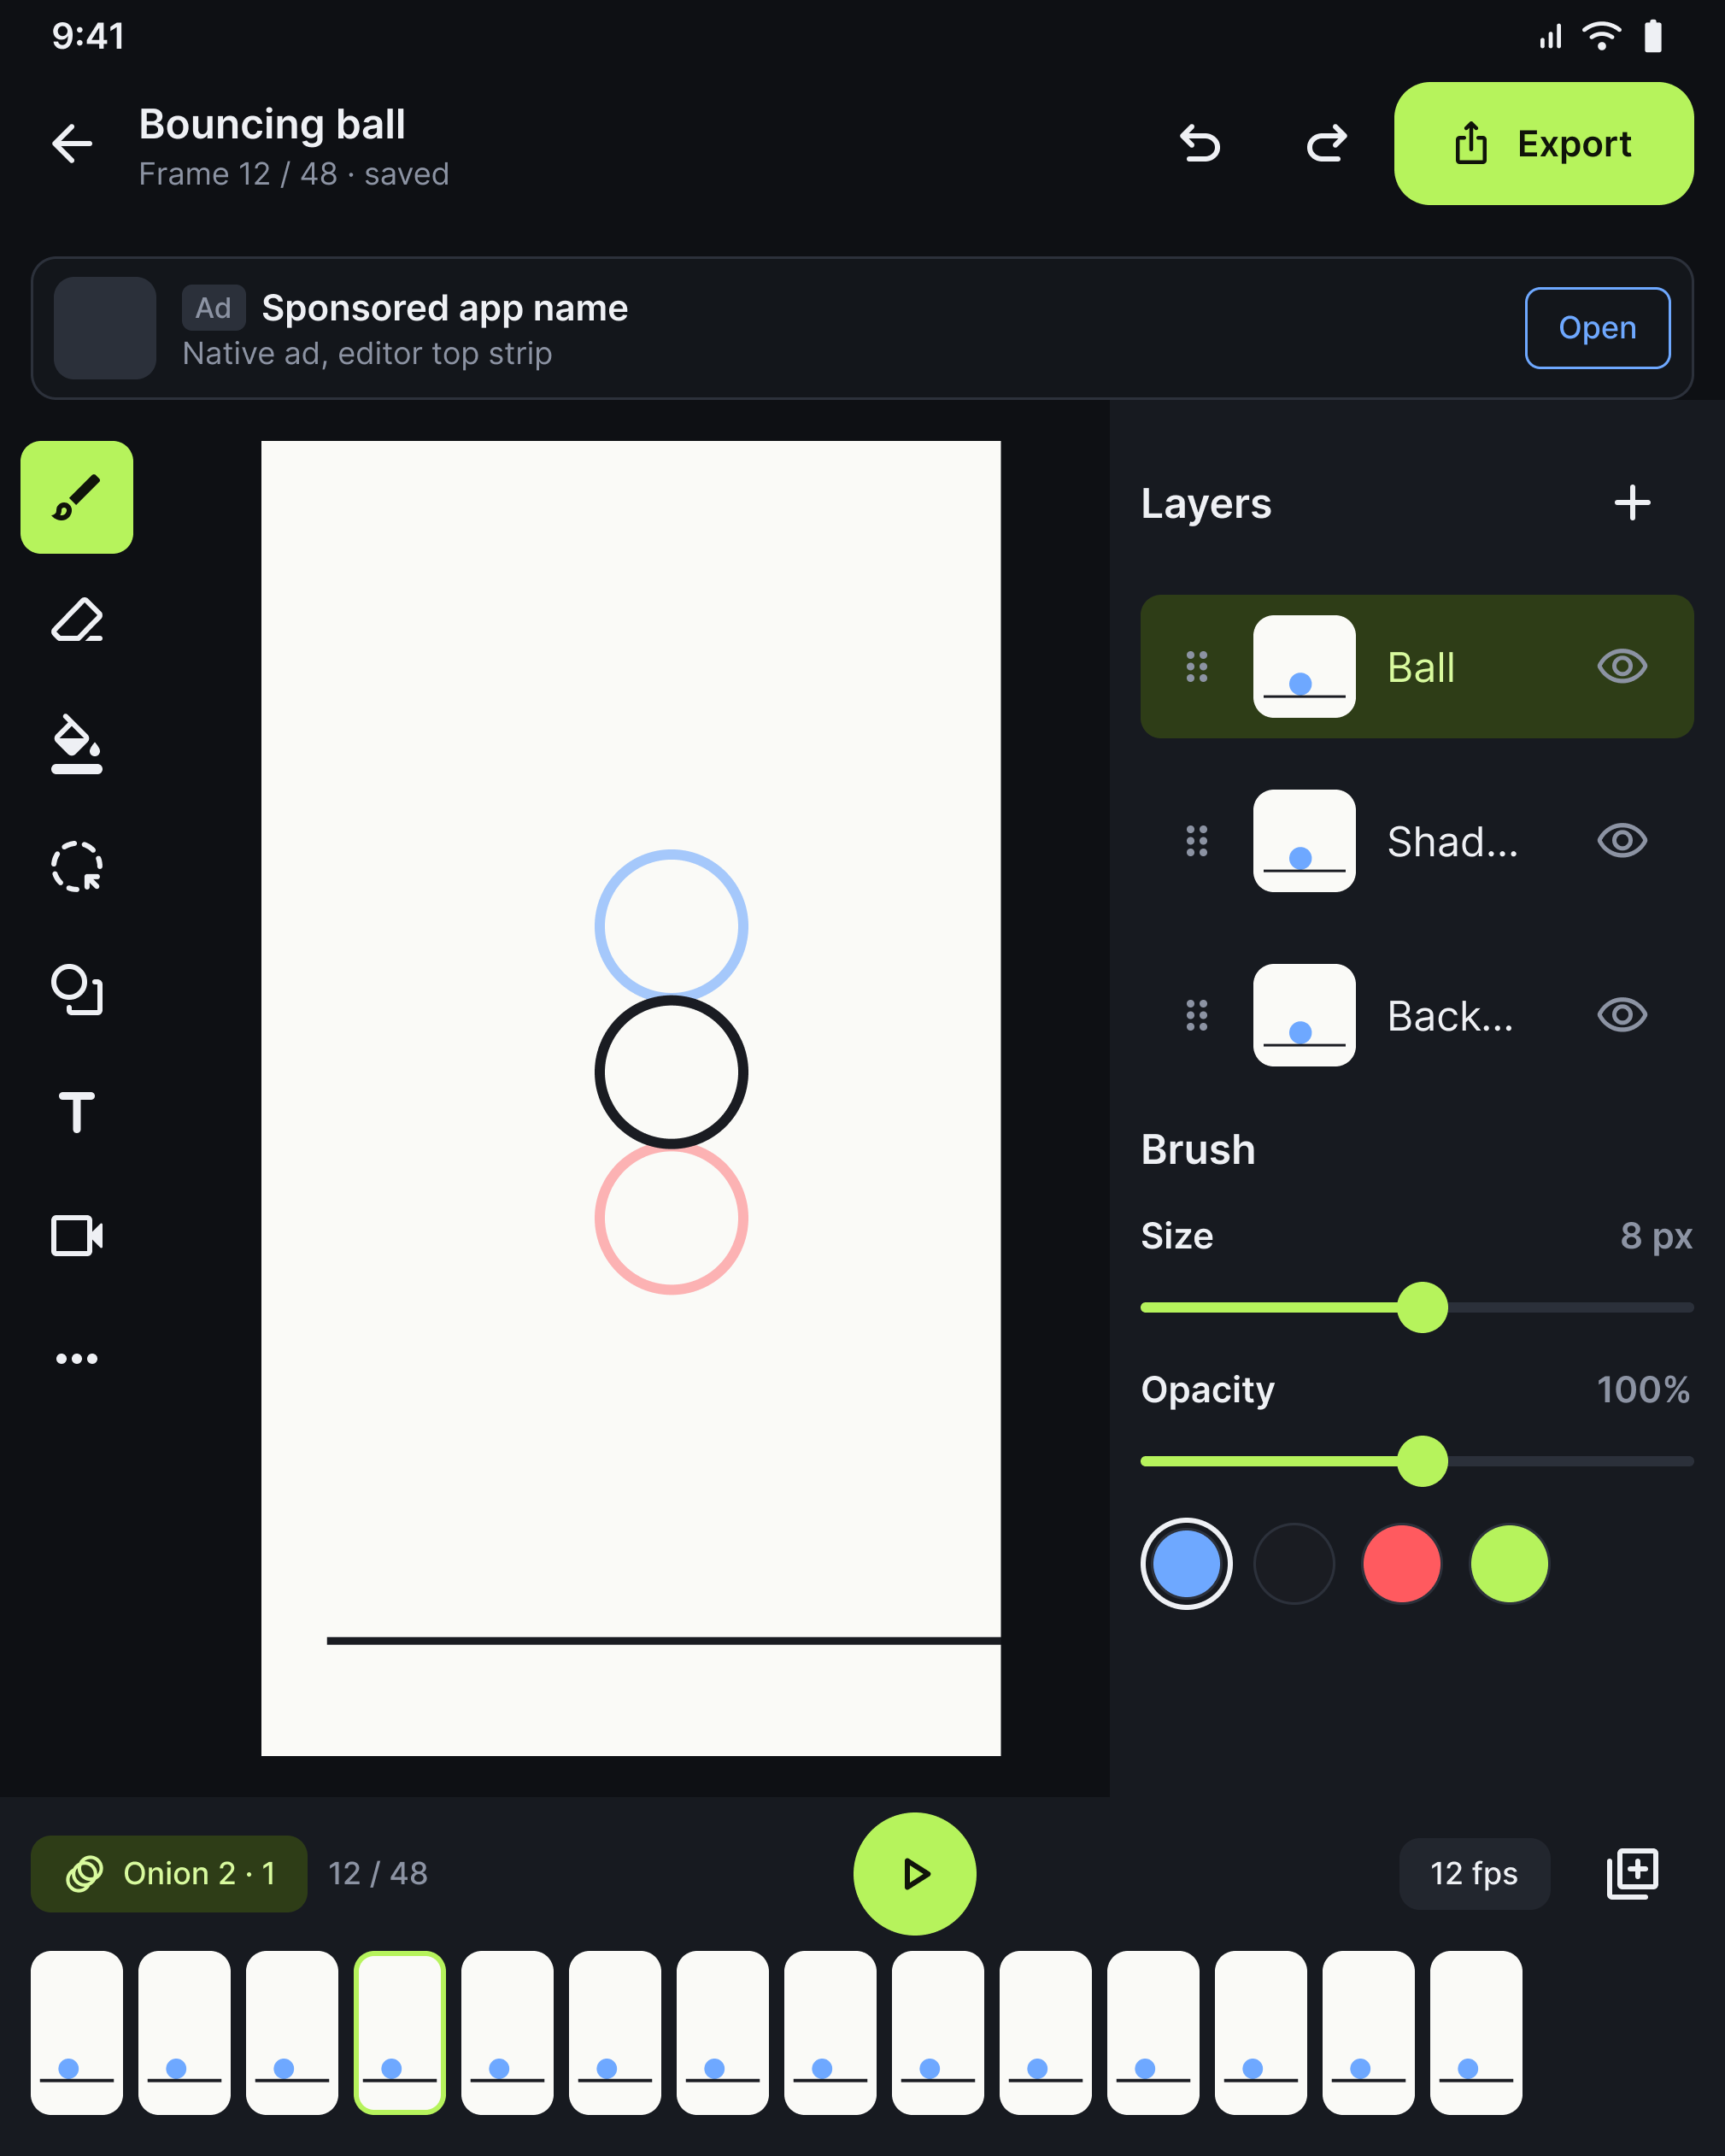 9:41
Bouncing ball
Frame 12 / 48 · saved
Export
Ad Sponsored app name
Native ad, editor top strip
Open
Layers
Ball
Shad...
Back...
Brush
Size 8 px
Opacity 100%
Onion 2 · 1
12 / 48
12 fps